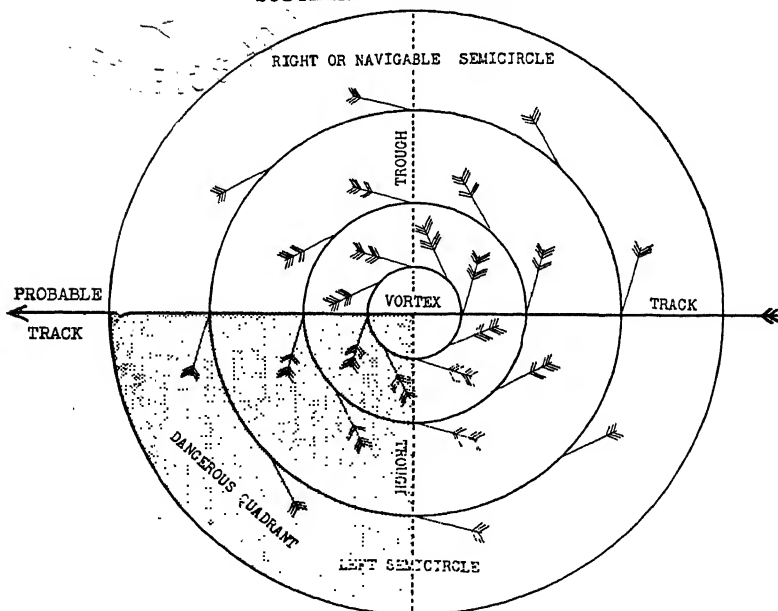 RIGHT OR NAVIGABLE SEMICIRCLE
TROUGH
PROBABLE
TRACK
VORTEX
TRACK
DANGEROUS QUADRANT
TROUGH
LEFT SEMICIRCLE